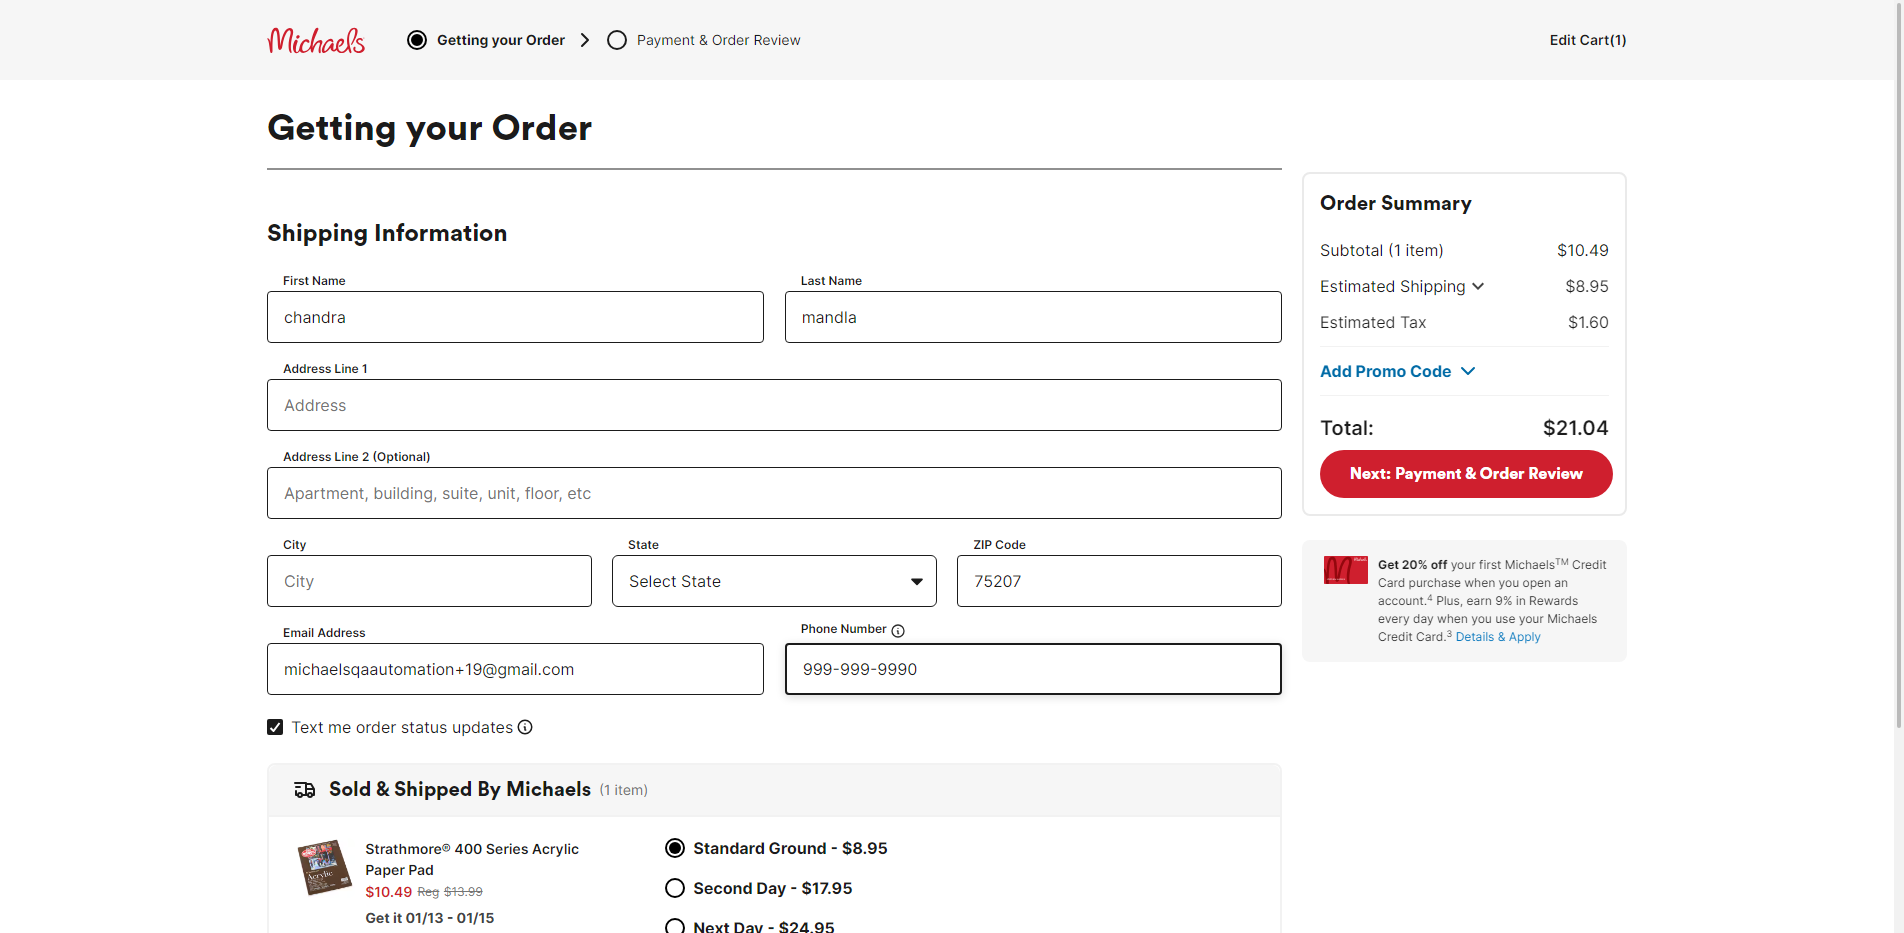 Michaels
Getting your Order
Payment & Order Review
Edit Cart(1)
Getting your Order
Shipping Information
First Name
Last Name
chandra
mandla
Address Line 1
Address
Address Line 2 (Optional)
Apartment, building, suite, unit, floor, etc
City
State
ZIP Code
City
Select State
75207
Email Address
Phone Number
michaelsqaautomation+19@gmail.com
999-999-9990
Text me order status updates
Sold & Shipped By Michaels (1 item)
Strathmore® 400 Series Acrylic
Paper Pad
$10.49 Reg $13.99
Get it 01/13 - 01/15
Acrylic
Standard Ground - $8.95
Second Day - $17.95
Next Day - $24.95
Order Summary
Subtotal (1 item) $10.49
Estimated Shipping $8.95
Estimated Tax $1.60
Add Promo Code
Total: $21.04
Next: Payment & Order Review
Get 20% off your first Michaels™ Credit
Card purchase when you open an
account.⁴ Plus, earn 9% in Rewards
every day when you use your Michaels
Credit Card.³ Details & Apply